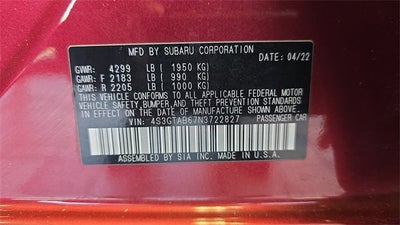 MFD BY SUBARU CORPORATION
DATE 04/22
GVWR: 4299 LB ( 1950 KG)
GAWR: F 2183 LB ( 990 KG)
GAWR: R 2205 LB ( 1000 KG)
THIS VEHICLE CONFORMS TO ALL APPLICABLE FEDERAL MOTOR
VEHICLE SAFETY, BUMPER, AND THEFT PREVENTION STANDARDS
IN EFFECT ON THE DATE OF MANUFACTURE SHOWN ABOVE.
VIN: 4S3GTAB67N3722827 PASSENGER CAR
ASSEMBLED BY SIA INC. MADE IN U.S.A.